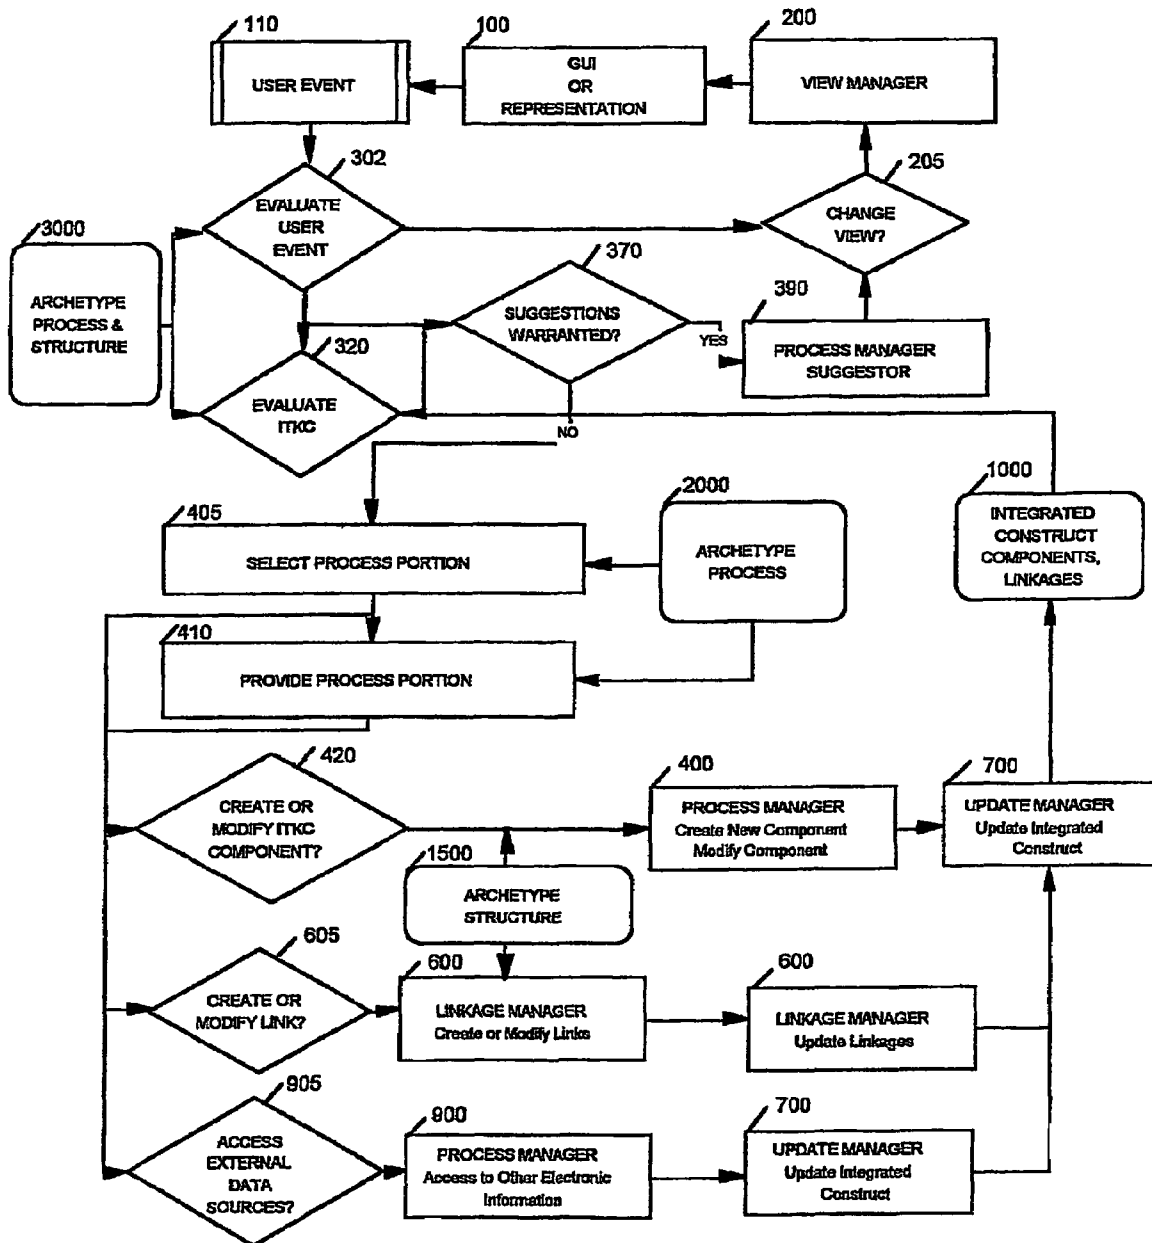 110
USER EVENT
100
GUI
OR
REPRESENTATION
200
VIEW MANAGER
302
EVALUATE
USER
EVENT
205
CHANGE
VIEW?
3000
ARCHETYPE
PROCESS &
STRUCTURE
370
SUGGESTIONS
WARRANTED?
YES
NO
390
PROCESS MANAGER
SUGGESTOR
320
EVALUATE
ITKC
405
SELECT PROCESS PORTION
2000
ARCHETYPE
PROCESS
1000
INTEGRATED
CONSTRUCT
COMPONENTS,
LINKAGES
410
PROVIDE PROCESS PORTION
420
CREATE OR
MODIFY ITKC
COMPONENT?
400
PROCESS MANAGER
Create New Component
Modify Component
700
UPDATE MANAGER
Update Integrated
Construct
1500
ARCHETYPE
STRUCTURE
605
CREATE OR
MODIFY LINK?
600
LINKAGE MANAGER
Create or Modify Links
600
LINKAGE MANAGER
Update Linkages
905
ACCESS
EXTERNAL
DATA
SOURCES?
900
PROCESS MANAGER
Access to Other Electronic
Information
700
UPDATE MANAGER
Update Integrated
Construct